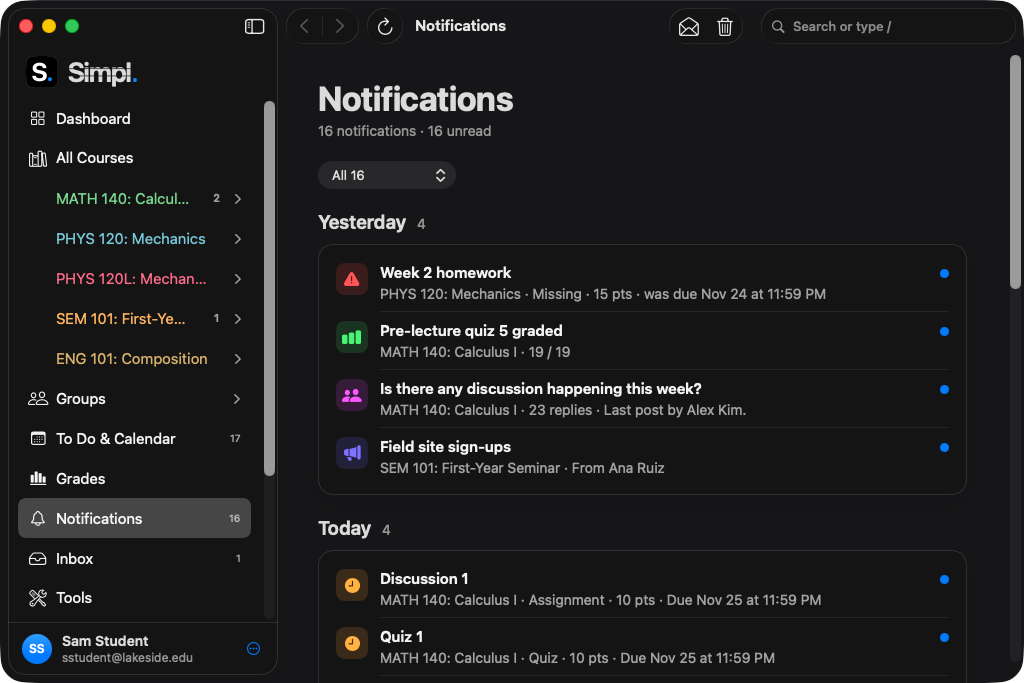 Notifications
Search or type /
S. Simpl.
Dashboard
All Courses
MATH 140: Calcul... 2
PHYS 120: Mechanics
PHYS 120L: Mechan...
SEM 101: First-Ye... 1
ENG 101: Composition
Groups
To Do & Calendar 17
Grades
Notifications 16
Inbox 1
Tools
SS
Sam Student
sstudent@lakeside.edu
Notifications
16 notifications · 16 unread
All 16
Yesterday 4
Week 2 homework
PHYS 120: Mechanics · Missing · 15 pts · was due Nov 24 at 11:59 PM
Pre-lecture quiz 5 graded
MATH 140: Calculus I · 19 / 19
Is there any discussion happening this week?
MATH 140: Calculus I · 23 replies · Last post by Alex Kim.
Field site sign-ups
SEM 101: First-Year Seminar · From Ana Ruiz
Today 4
Discussion 1
MATH 140: Calculus I · Assignment · 10 pts · Due Nov 25 at 11:59 PM
Quiz 1
MATH 140: Calculus I · Quiz · 10 pts · Due Nov 25 at 11:59 PM